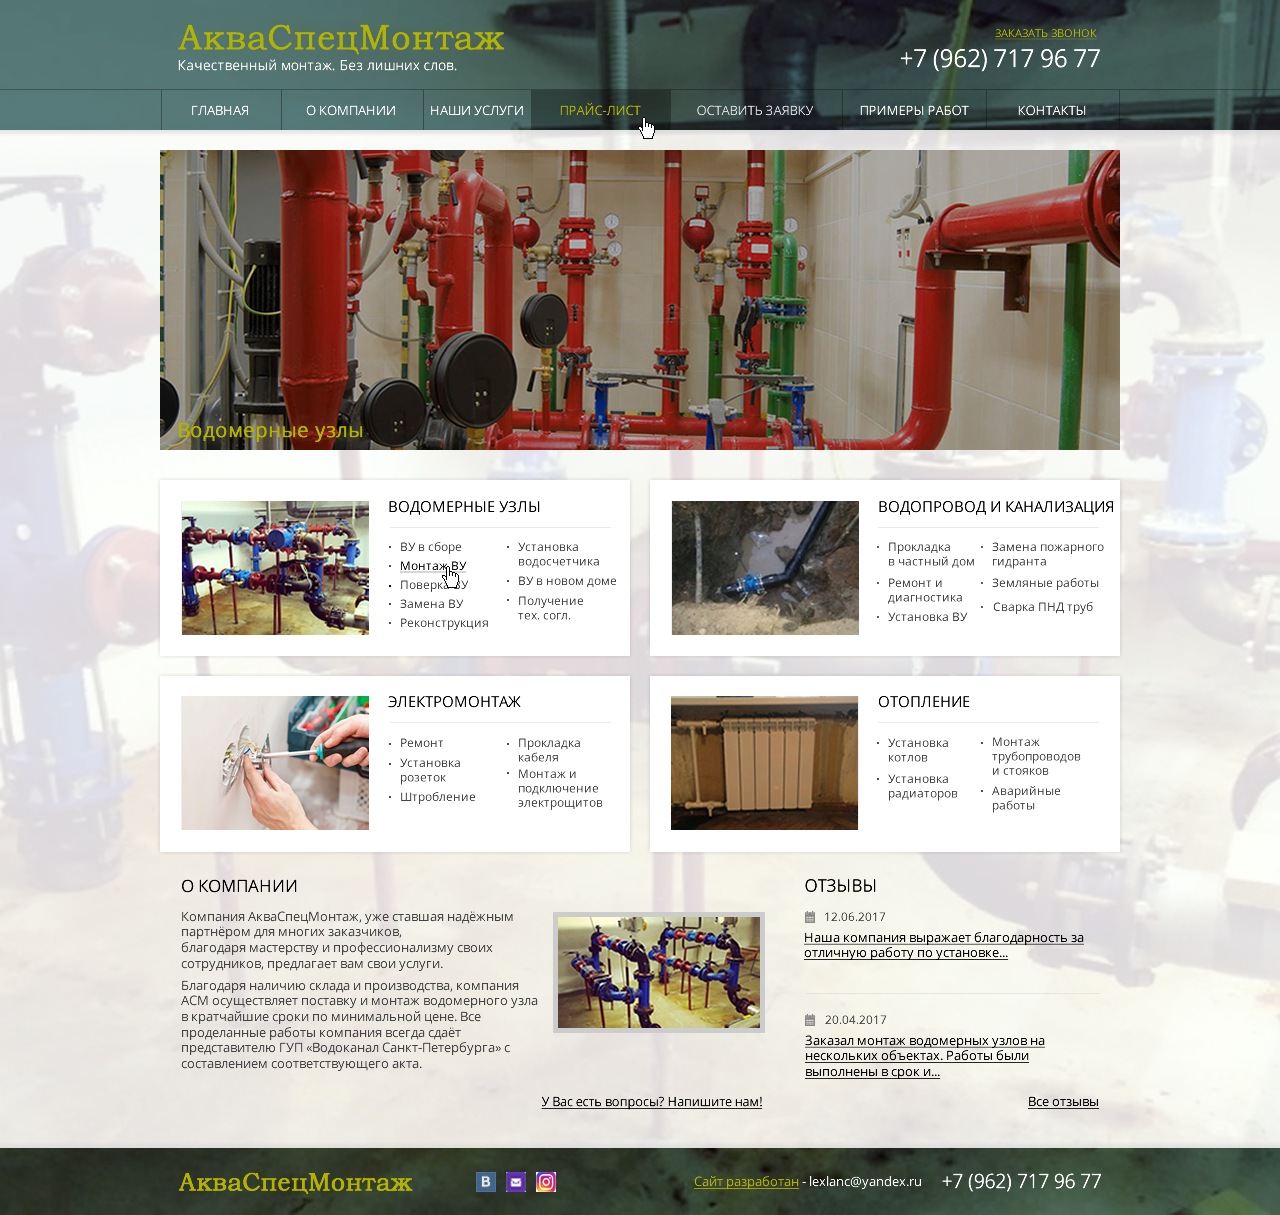 АкваСпецМонтаж
Качественный монтаж. Без лишних слов.
ЗАКАЗАТЬ ЗВОНОК
+7 (962) 717 96 77
ГЛАВНАЯ
О КОМПАНИИ
НАШИ УСЛУГИ
ПРАЙС-ЛИСТ
ОСТАВИТЬ ЗАЯВКУ
ПРИМЕРЫ РАБОТ
КОНТАКТЫ
Водомерные узлы
ВОДОМЕРНЫЕ УЗЛЫ
ВУ в сборе
Монтаж ВУ
Поверка ВУ
Замена ВУ
Реконструкция
Установка
водосчетчика
ВУ в новом доме
Получение
тех. согл.
ВОДОПРОВОД И КАНАЛИЗАЦИЯ
Прокладка
в частный дом
Ремонт и
диагностика
Установка ВУ
Замена пожарного
гидранта
Земляные работы
Сварка ПНД труб
ЭЛЕКТРОМОНТАЖ
Ремонт
Установка
розеток
Штробление
Прокладка
кабеля
Монтаж и
подключение
электрощитов
ОТОПЛЕНИЕ
Установка
котлов
Установка
радиаторов
Монтаж
трубопроводов
и стояков
Аварийные
работы
О КОМПАНИИ
Компания АкваСпецМонтаж, уже ставшая надёжным
партнёром для многих заказчиков,
благодаря мастерству и профессионализму своих
сотрудников, предлагает вам свои услуги.
Благодаря наличию склада и производства, компания
АСМ осуществляет поставку и монтаж водомерного узла
в кратчайшие сроки по минимальной цене. Все
проделанные работы компания всегда сдаёт
представителю ГУП «Водоканал Санкт-Петербурга» с
составлением соответствующего акта.
У Вас есть вопросы? Напишите нам!
ОТЗЫВЫ
12.06.2017
Наша компания выражает благодарность за
отличную работу по установке...
20.04.2017
Заказал монтаж водомерных узлов на
нескольких объектах. Работы были
выполнены в срок и...
Все отзывы
АкваСпецМонтаж
В
Сайт разработан - lexlanc@yandex.ru
+7 (962) 717 96 77